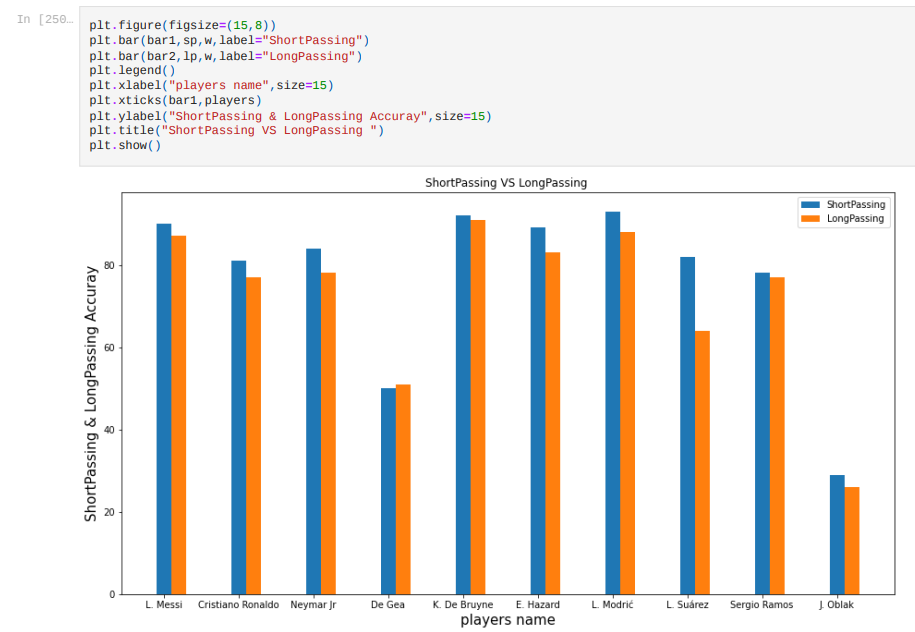 In [250…
plt.figure(figsize=(15,8))
plt.bar(bar1,sp,w,label="ShortPassing")
plt.bar(bar2,lp,w,label="LongPassing")
plt.legend()
plt.xlabel("players name",size=15)
plt.xticks(bar1,players)
plt.ylabel("ShortPassing & LongPassing Accuray",size=15)
plt.title("ShortPassing VS LongPassing ")
plt.show()
ShortPassing VS LongPassing
ShortPassing
LongPassing
ShortPassing & LongPassing Accuray
80
60
40
20
0
L. Messi Cristiano Ronaldo Neymar Jr De Gea K. De Bruyne E. Hazard L. Modrić L. Suárez Sergio Ramos J. Oblak
players name